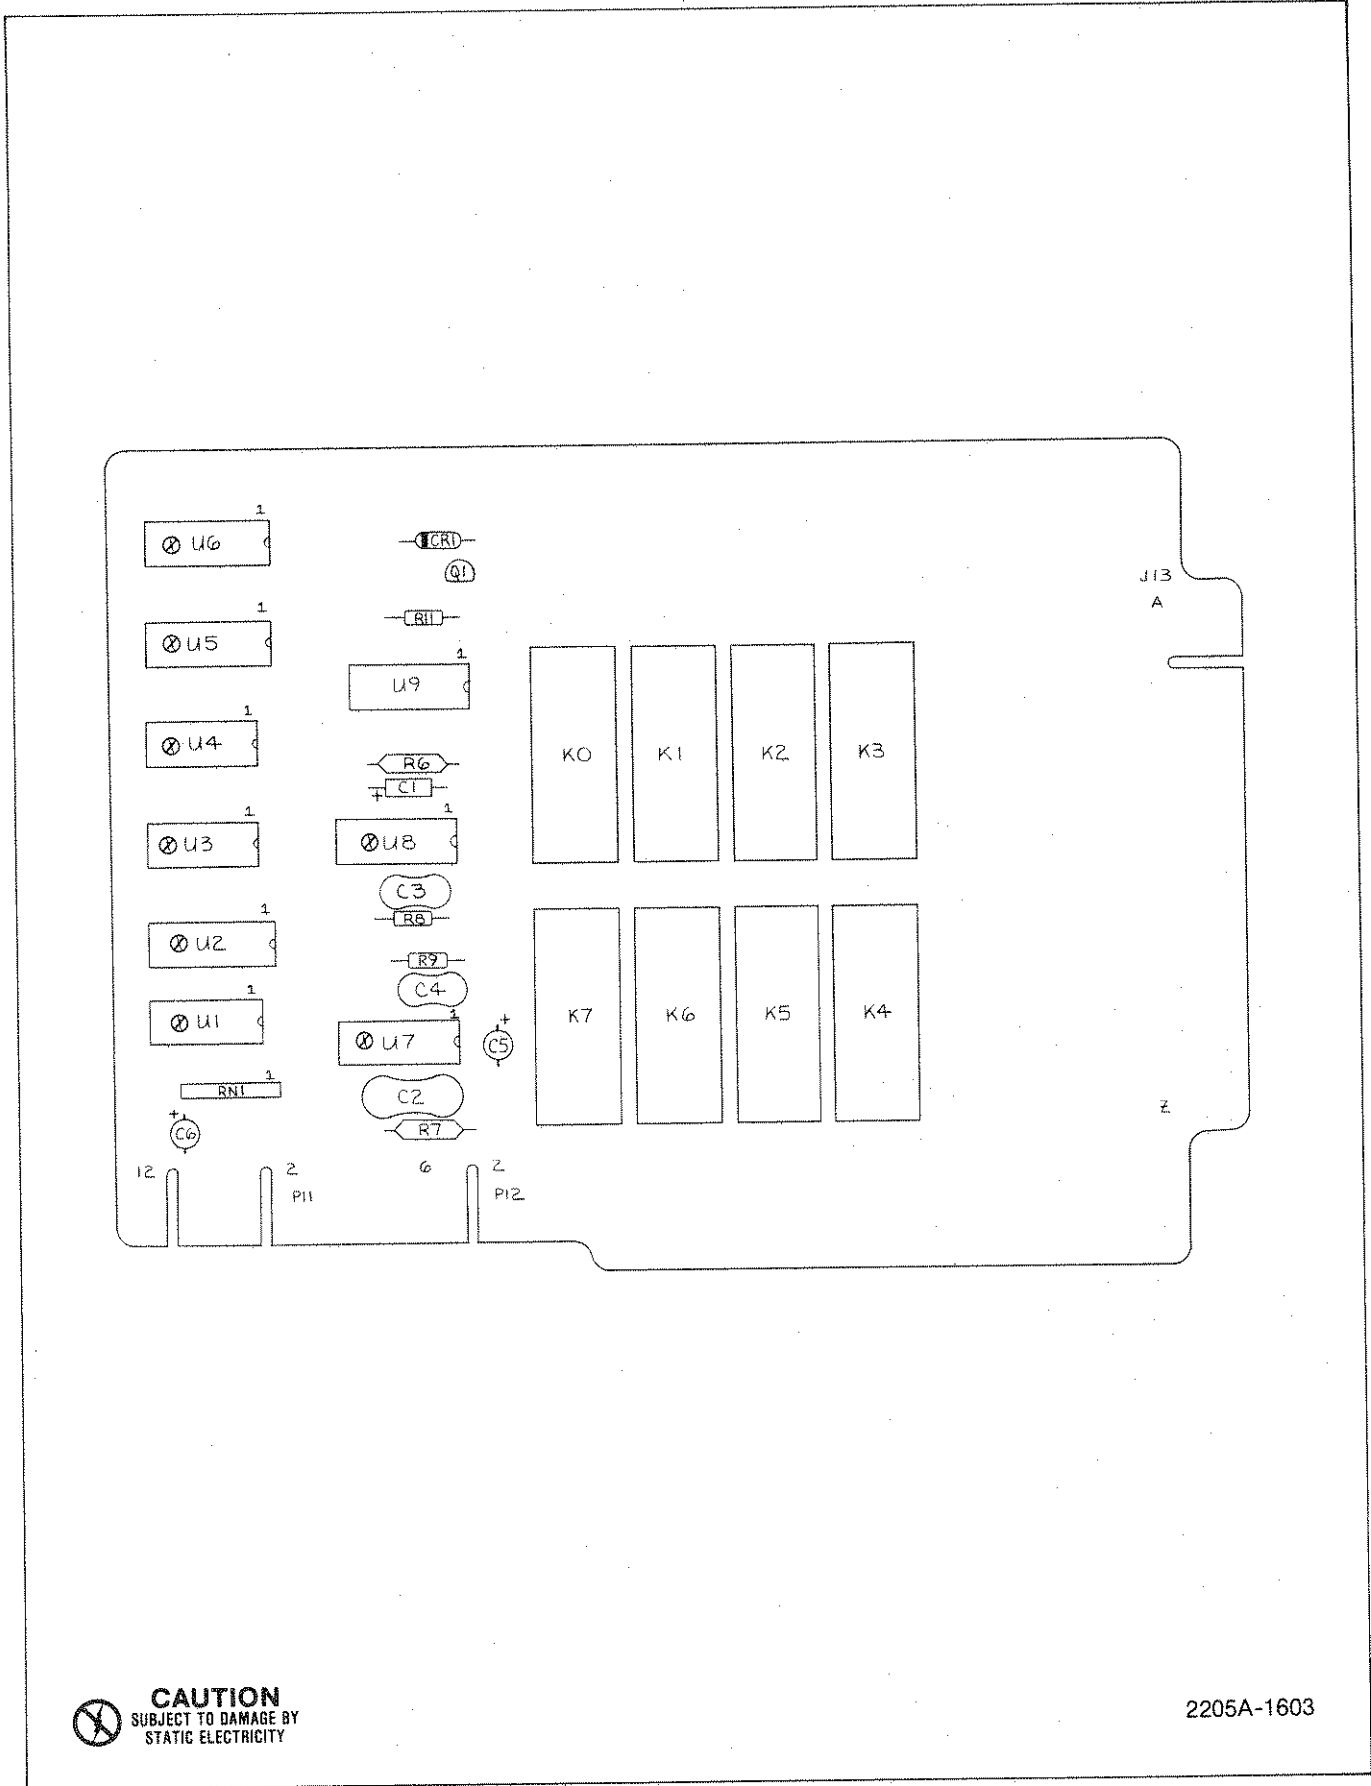 1
U6
CR1
Q1
J13
A
1
U5
R11
1
U9
1
U4
K0
K1
K2
K3
R6
+
C1
1
U3
1
U8
C3
R8
1
U2
R9
C4
1
U1
1
U7
+
C5
K7
K6
K5
K4
1
RN1
C2
Z
+
C6
R7
12
2
P11
6
2
P12
CAUTION
SUBJECT TO DAMAGE BY
STATIC ELECTRICITY
2205A-1603